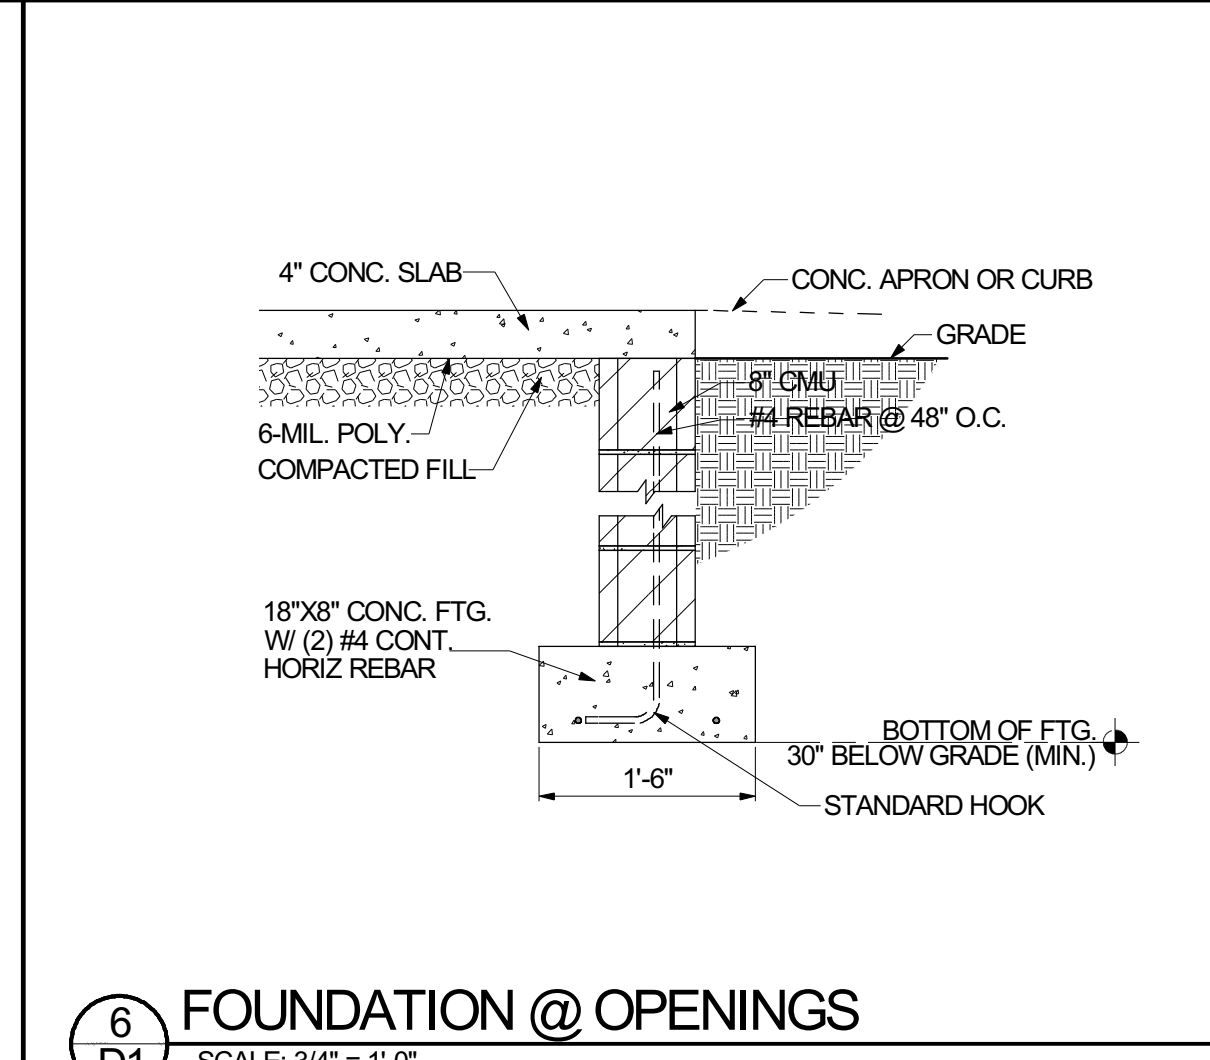 4" CONC. SLAB
CONC. APRON OR CURB
GRADE
8" CMU
#4 REBAR @ 48" O.C.
6-MIL. POLY.
COMPACTED FILL
18"X8" CONC. FTG.
W/ (2) #4 CONT.
HORIZ REBAR
BOTTOM OF FTG.
30" BELOW GRADE (MIN.)
1'-6"
STANDARD HOOK
6
D1
FOUNDATION @ OPENINGS
SCALE: 3/4" = 1'-0"